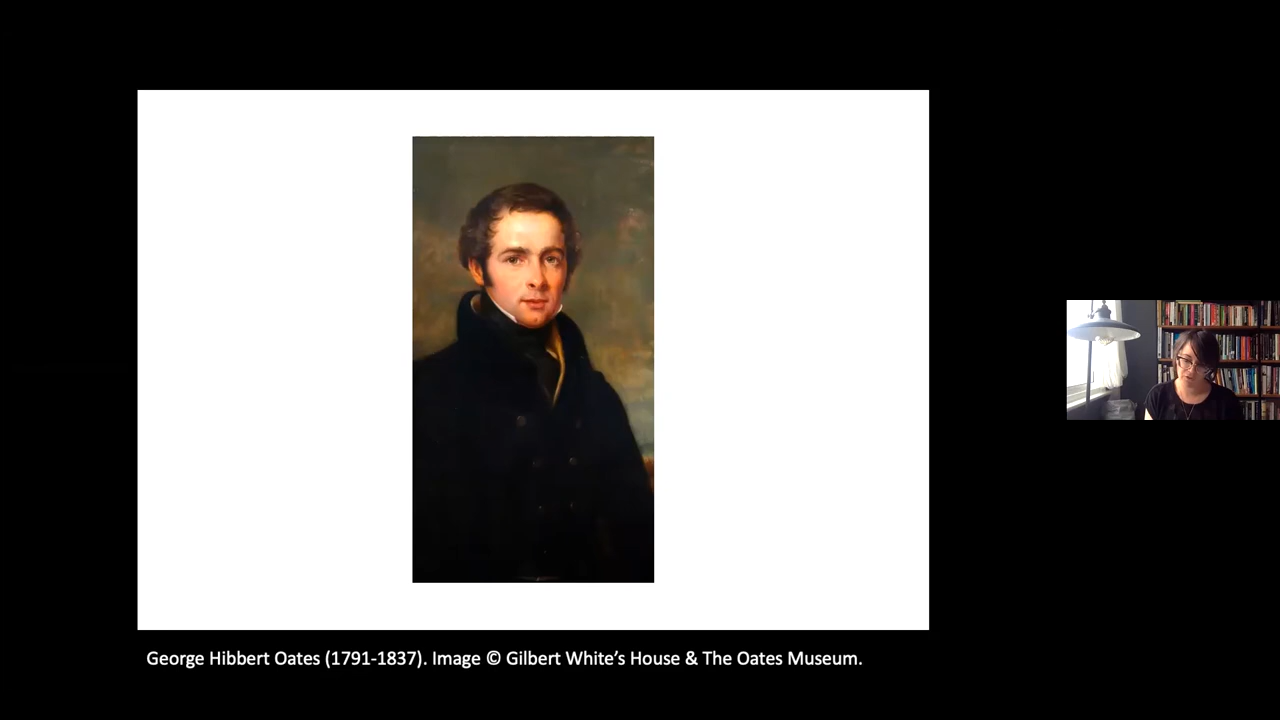 George Hibbert Oates (1791-1837). Image © Gilbert White’s House & The Oates Museum.